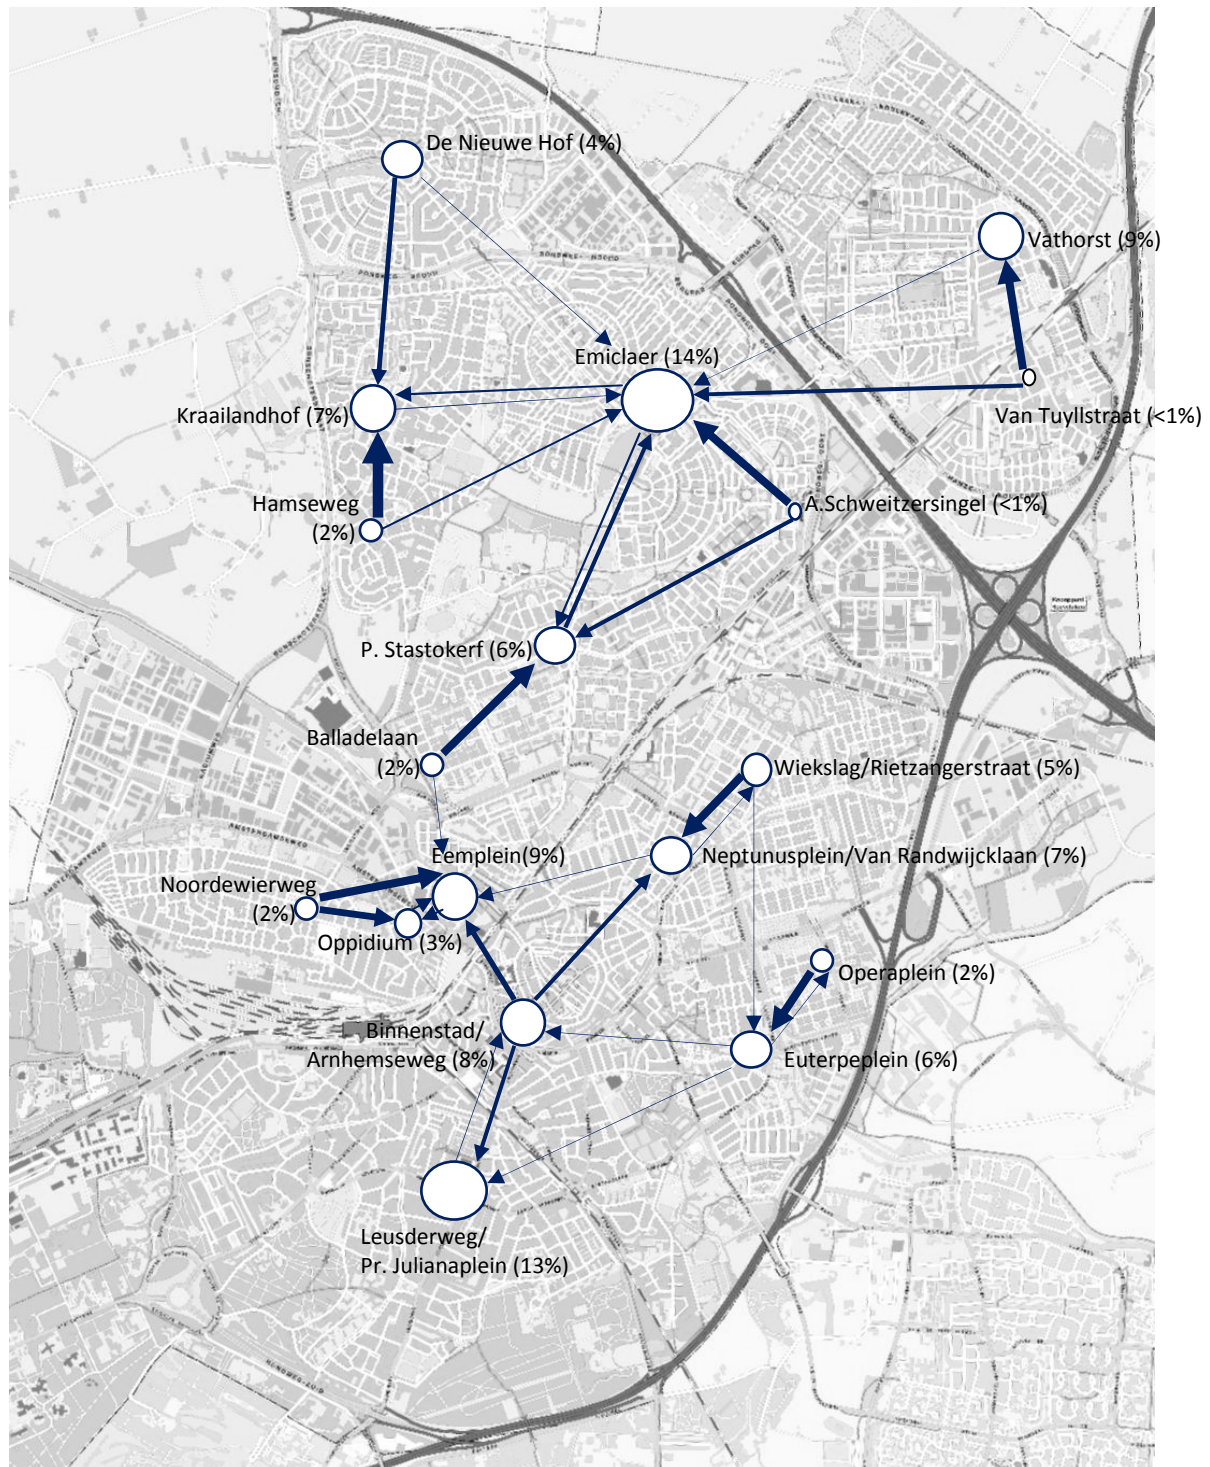 De Nieuwe Hof (4%)
Vathorst (9%)
Emiclaer (14%)
Kraailandhof (7%)
Van Tuyllstraat (<1%)
Hamseweg
(2%)
A.Schweitzersingel (<1%)
P. Stastokerf (6%)
Balladelaan
(2%)
Wiekslag/Rietzangerstraat (5%)
Eemplein(9%)
Neptunusplein/Van Randwijcklaan (7%)
Noordewierweg
(2%)
Oppidium (3%)
Operaplein (2%)
Binnenstad/
Arnhemseweg (8%)
Euterpeplein (6%)
Leusderweg/
Pr. Julianaplein (13%)